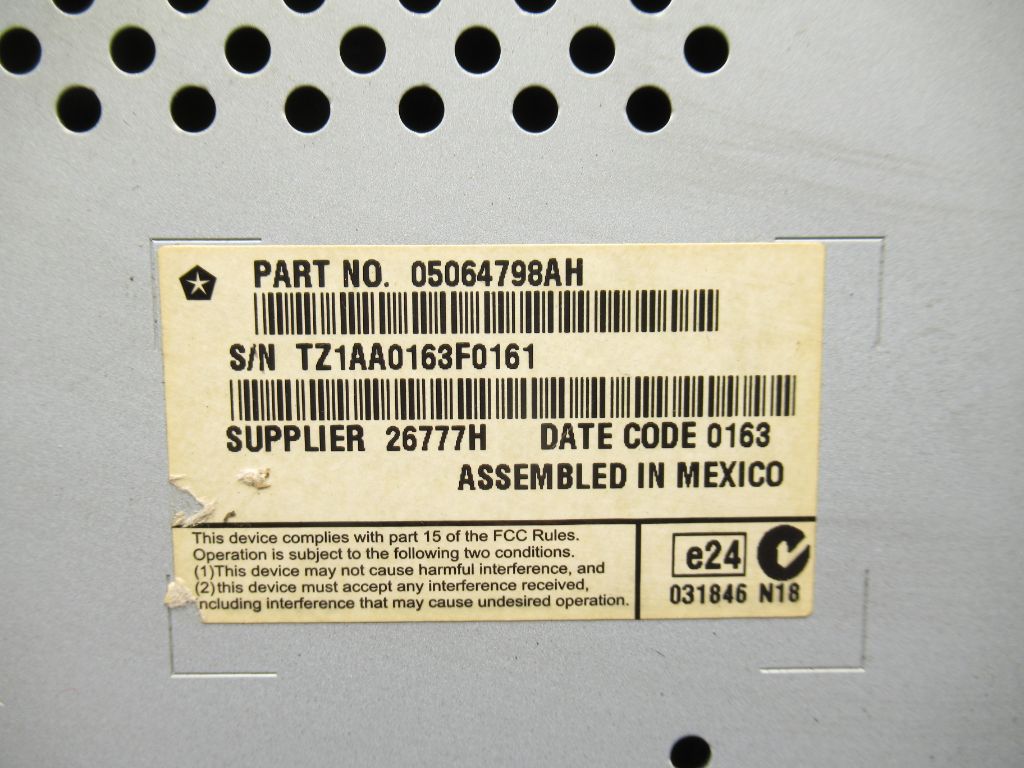 PART NO. 05064798AH
S/N TZ1AA0163F0161
SUPPLIER 26777H DATE CODE 0163
ASSEMBLED IN MEXICO
This device complies with part 15 of the FCC Rules.
Operation is subject to the following two conditions.
(1)This device may not cause harmful interference, and
(2)this device must accept any interference received,
ncluding interference that may cause undesired operation.
e24
031846 N18